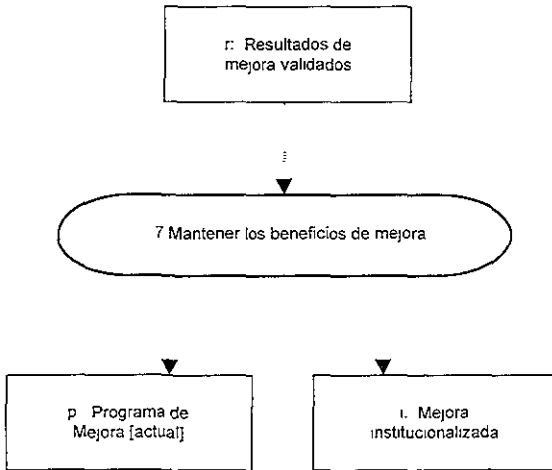 r: Resultados de
mejora validados
7 Mantener los beneficios de mejora
p Programa de
Mejora [actual]
i. Mejora
institucionalizada